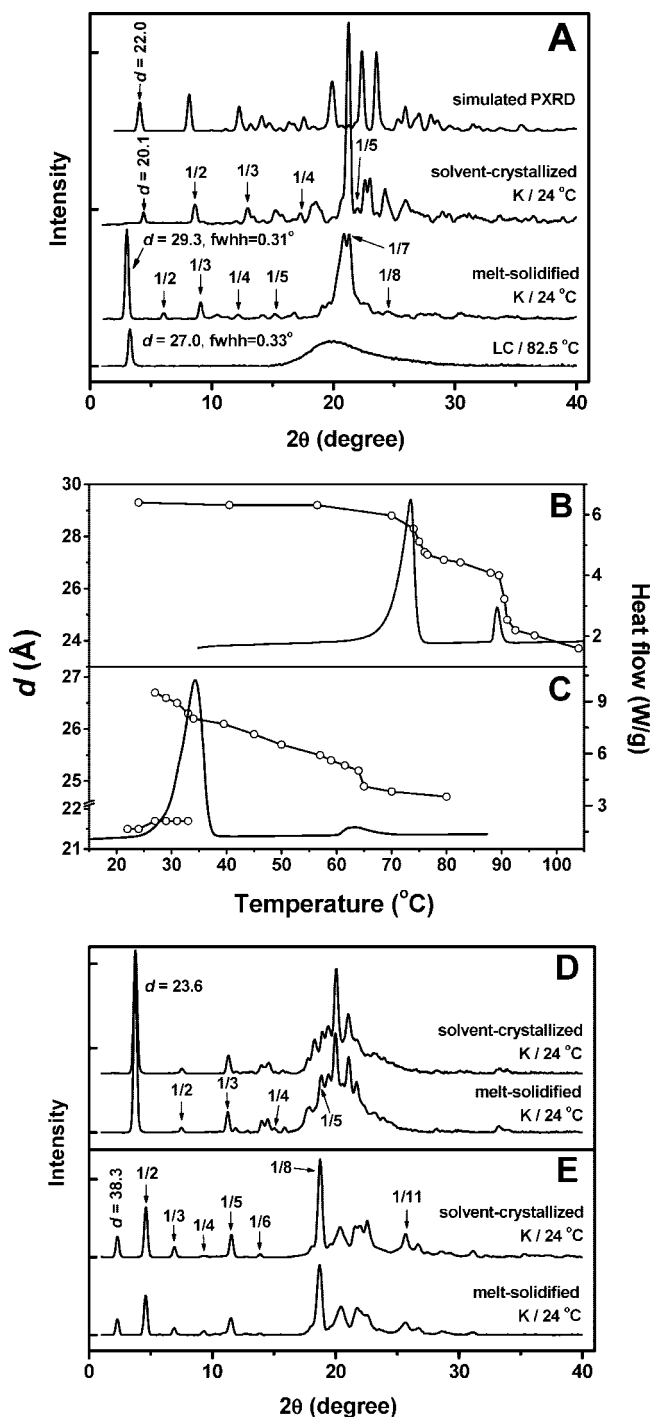 A
d = 22.0
simulated PXRD
d = 20.1
1/2
1/3
1/4
1/5
solvent-crystallized
K / 24 °C
d = 29.3, fwhh=0.31°
1/2
1/3
1/4
1/5
1/7
1/8
melt-solidified
K / 24 °C
d = 27.0, fwhh=0.33°
LC / 82.5 °C
Intensity
0 10 20 30 40
2θ (degree)
B
30
28
26
24
6
4
2
C
27
26
25
22
21
9
6
3
d (Å)
Heat flow (W/g)
20 30 40 50 60 70 80 90 100
Temperature (°C)
D
d = 23.6
solvent-crystallized
K / 24 °C
1/2
1/3
1/4
1/5
melt-solidified
K / 24 °C
E
d = 38.3
1/2
1/3
1/4
1/5
1/6
1/8
1/11
solvent-crystallized
K / 24 °C
melt-solidified
K / 24 °C
Intensity
0 10 20 30 40
2θ (degree)